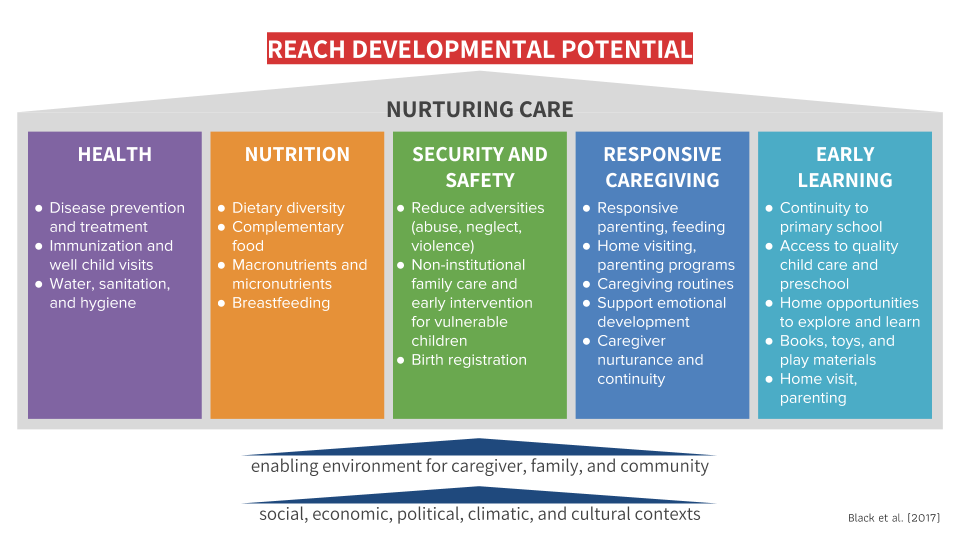 REACH DEVELOPMENTAL POTENTIAL
NURTURING CARE
HEALTH
● Disease prevention
and treatment
● Immunization and
well child visits
● Water, sanitation,
and hygiene
NUTRITION
● Dietary diversity
● Complementary
food
● Macronutrients and
micronutrients
● Breastfeeding
SECURITY AND
SAFETY
● Reduce adversities
(abuse, neglect,
violence)
● Non-institutional
family care and
early intervention
for vulnerable
children
● Birth registration
RESPONSIVE
CAREGIVING
● Responsive
parenting, feeding
● Home visiting,
parenting programs
● Caregiving routines
● Support emotional
development
● Caregiver
nurturance and
continuity
EARLY
LEARNING
● Continuity to
primary school
● Access to quality
child care and
preschool
● Home opportunities
to explore and learn
● Books, toys, and
play materials
● Home visit,
parenting
enabling environment for caregiver, family, and community
social, economic, political, climatic, and cultural contexts
Black et al. [2017]